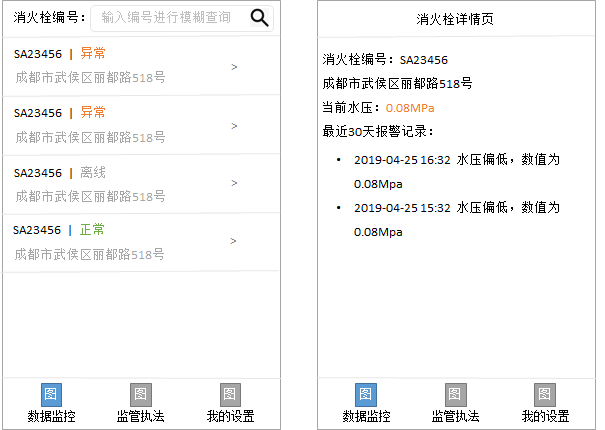 消火栓编号： 输入编号进行模糊查询
SA23456 | 异常
成都市武侯区丽都路518号
>
SA23456 | 异常
成都市武侯区丽都路518号
>
SA23456 | 离线
成都市武侯区丽都路518号
>
SA23456 | 正常
成都市武侯区丽都路518号
>
图 图 图
数据监控 监管执法 我的设置
消火栓详情页
消火栓编号：SA23456
成都市武侯区丽都路518号
当前水压：0.08MPa
最近30天报警记录：
• 2019-04-25 16:32 水压偏低，数值为
0.08Mpa
• 2019-04-25 15:32 水压偏低，数值为
0.08Mpa
图 图 图
数据监控 监管执法 我的设置